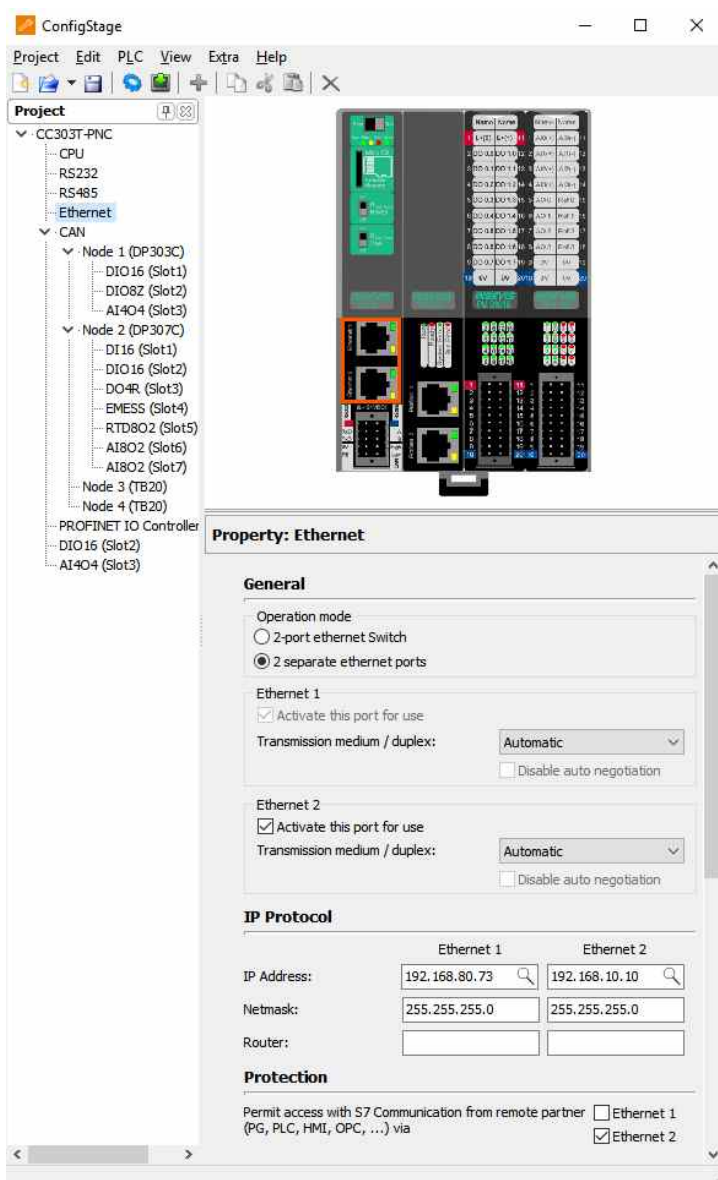 ConfigStage
Project Edit PLC View Extra Help
Project
CC303T-PNC
CPU
RS232
RS485
Ethernet
CAN
Node 1 (DP303C)
DIO16 (Slot1)
DIO8Z (Slot2)
AI4O4 (Slot3)
Node 2 (DP307C)
DI16 (Slot1)
DIO16 (Slot2)
DO4R (Slot3)
EMESS (Slot4)
RTD8O2 (Slot5)
AI8O2 (Slot6)
AI8O2 (Slot7)
Node 3 (TB20)
Node 4 (TB20)
PROFINET IO Controller
DIO16 (Slot2)
AI4O4 (Slot3)
Property: Ethernet
General
Operation mode
2-port ethernet Switch
2 separate ethernet ports
Ethernet 1
Activate this port for use
Transmission medium / duplex: Automatic
Disable auto negotiation
Ethernet 2
Activate this port for use
Transmission medium / duplex: Automatic
Disable auto negotiation
IP Protocol
Ethernet 1 Ethernet 2
IP Address: 192.168.80.73 192.168.10.10
Netmask: 255.255.255.0 255.255.255.0
Router:
Protection
Permit access with S7 Communication from remote partner Ethernet 1
(PG, PLC, HMI, OPC, ...) via Ethernet 2